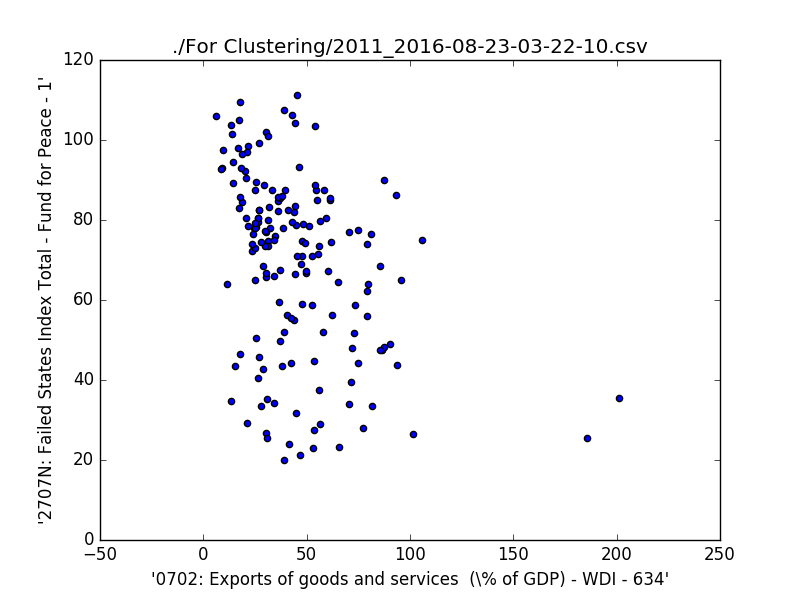 ./For Clustering/2011_2016-08-23-03-22-10.csv
120
100
80
60
40
20
0
'2707N: Failed States Index Total - Fund for Peace - 1'
−50 0 50 100 150 200 250
'0702: Exports of goods and services  (\% of GDP) - WDI - 634'